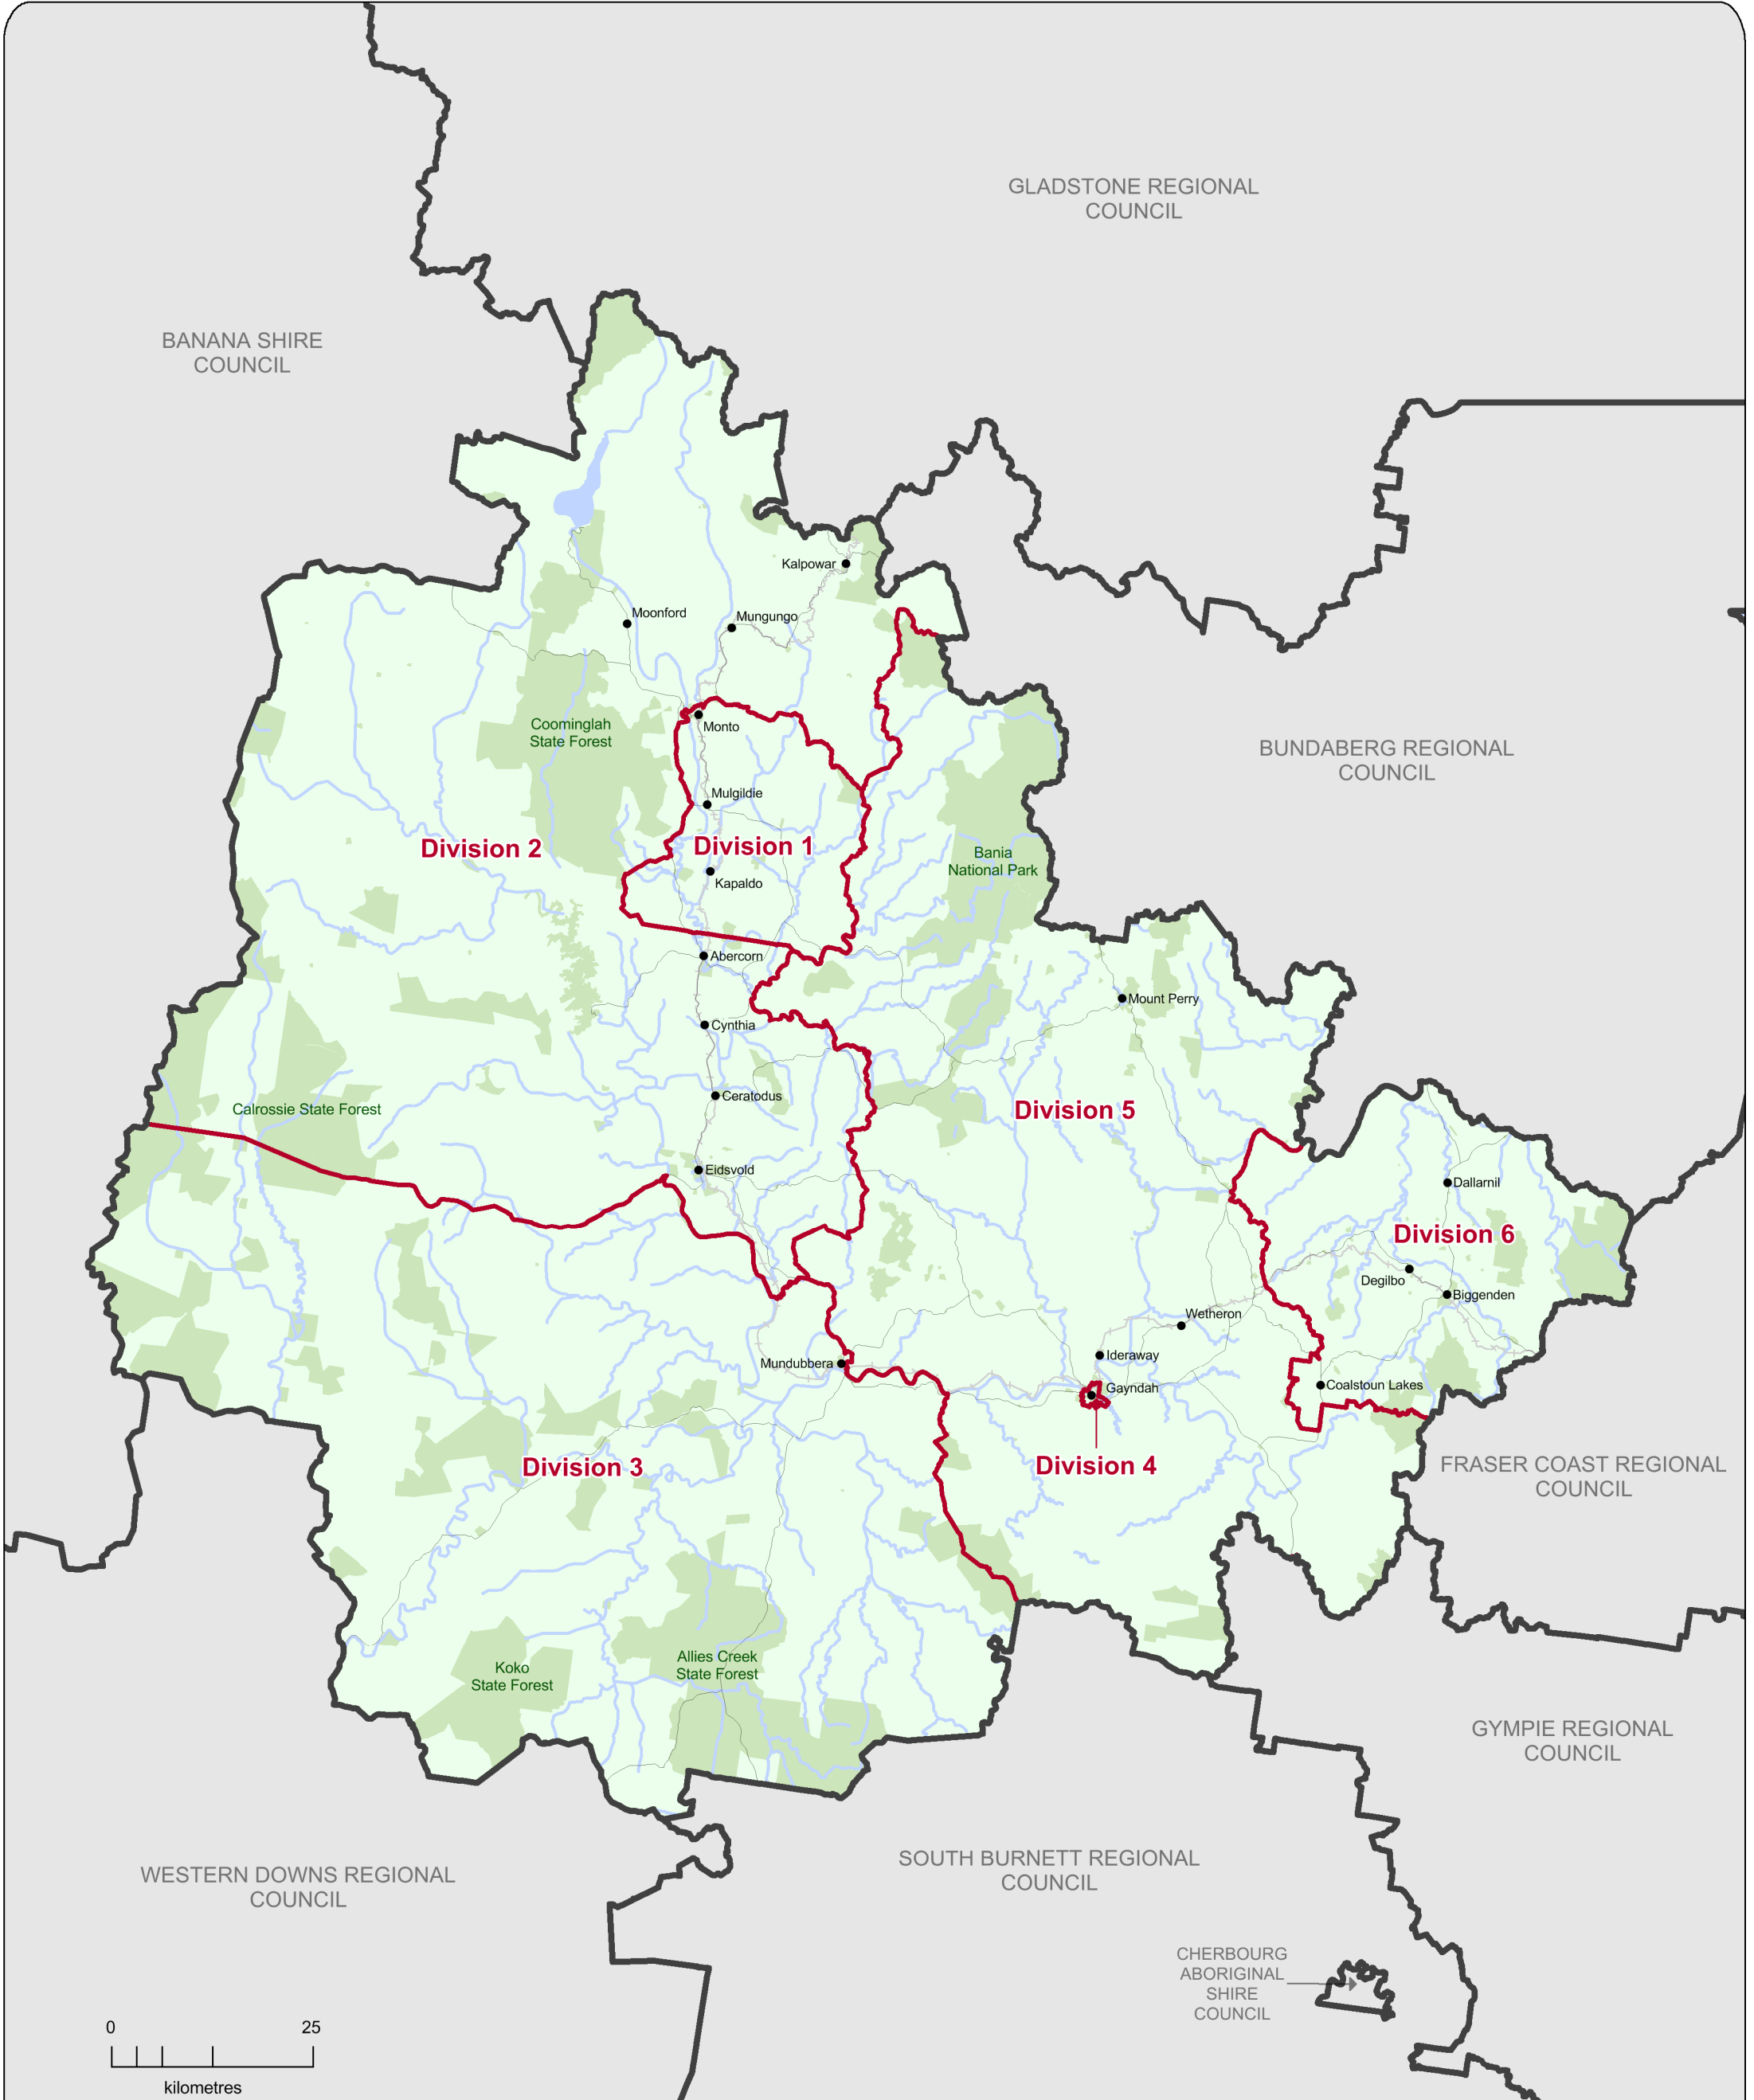 GLADSTONE REGIONAL
COUNCIL
BANANA SHIRE
COUNCIL
Kalpowar
Moonford
Mungungo
Coominglah
State Forest
Monto
BUNDABERG REGIONAL
COUNCIL
Mulgildie
Division 2
Division 1
Bania
National Park
Kapaldo
Abercorn
Mount Perry
Cynthia
Ceratodus
Calrossie State Forest
Division 5
Eidsvold
Dallarnil
Division 6
Degilbo
Biggenden
Wetheron
Ideraway
Mundubbera
Gayndah
Coalstoun Lakes
Division 3
Division 4
FRASER COAST REGIONAL
COUNCIL
Koko
State Forest
Allies Creek
State Forest
GYMPIE REGIONAL
COUNCIL
WESTERN DOWNS REGIONAL
COUNCIL
SOUTH BURNETT REGIONAL
COUNCIL
CHERBOURG
ABORIGINAL
SHIRE
COUNCIL
0 25
kilometres